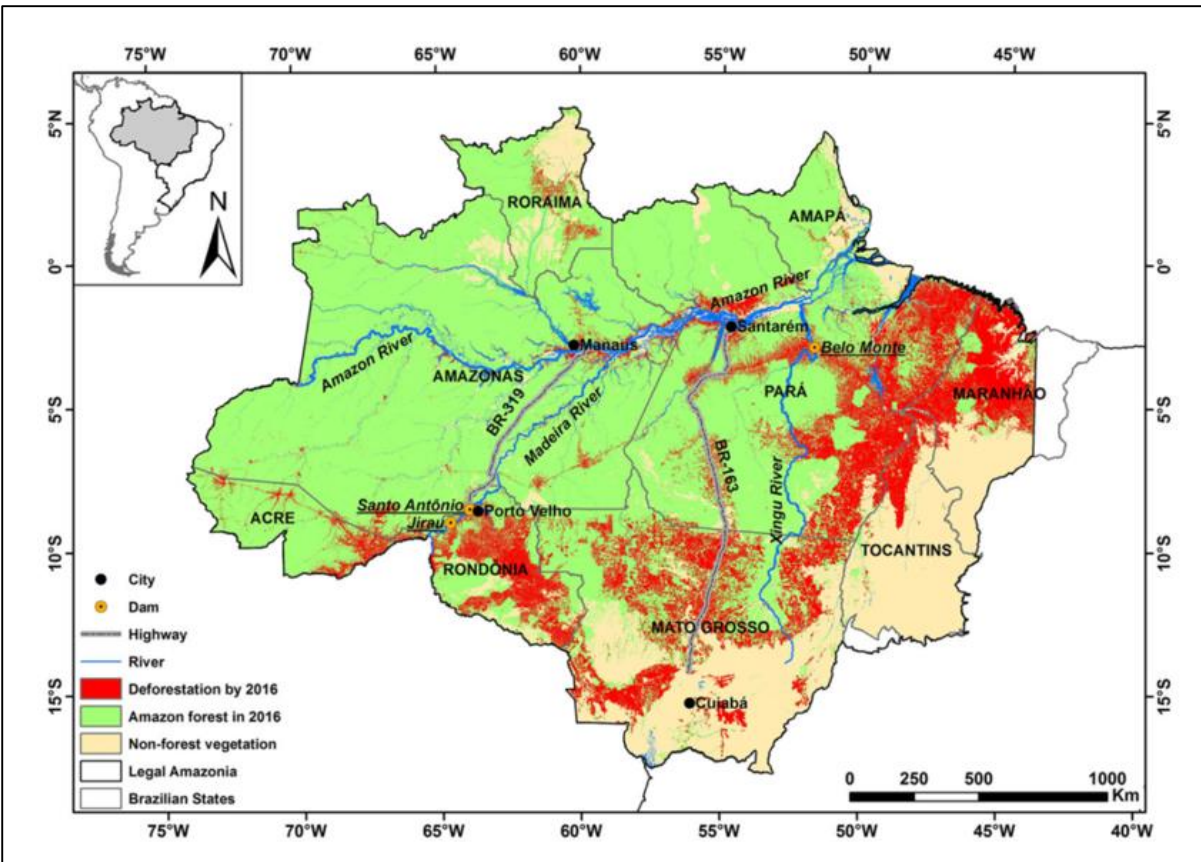 75°W 70°W 65°W 60°W 55°W 50°W 45°W
5°N
5°N
N
RORAIMA
AMAPÁ
0°
0°
Amazon River
Santarém
Manaus
Belo Monte
Amazon River
AMAZONAS
PARÁ
MARANHÃO
5°S
5°S
BR-319
Madeira River
BR-163
Xingu River
Santo Antônio
Porto Velho
Jirau
ACRE
TOCANTINS
10°S
10°S
RONDÔNIA
City
Dam
MATO GROSSO
Highway
River
Deforestation by 2016
15°S
15°S
Cuiabá
Amazon forest in 2016
Non-forest vegetation
Legal Amazonia
0 250 500 1000
Km
Brazilian States
75°W 70°W 65°W 60°W 55°W 50°W 45°W 40°W